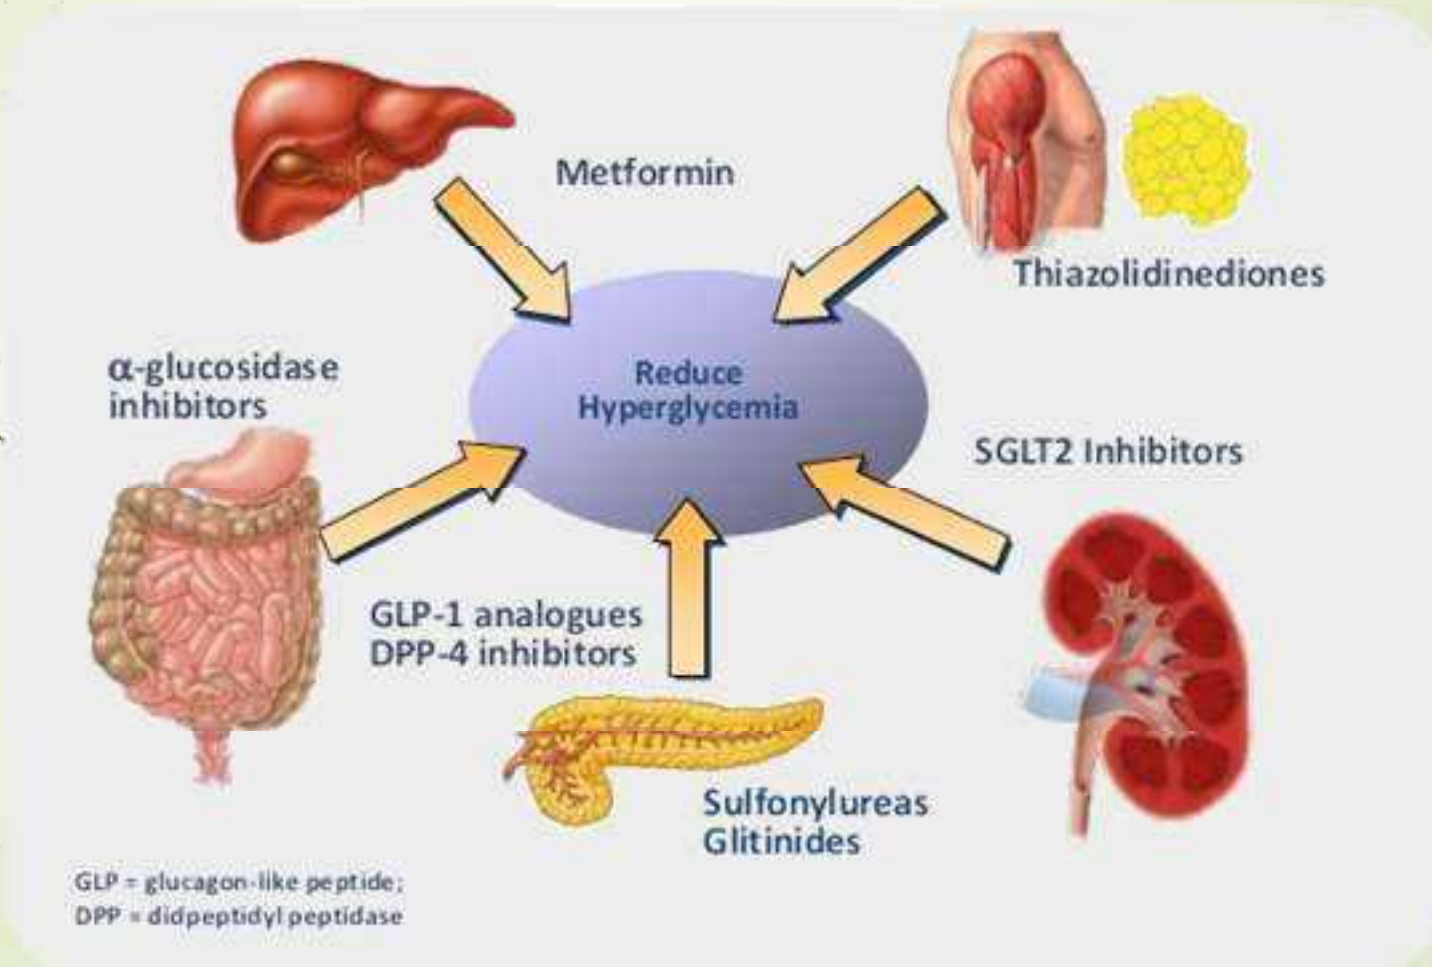 Metformin
Thiazolidinediones
α-glucosidase
inhibitors
Reduce
Hyperglycemia
SGLT2 Inhibitors
GLP-1 analogues
DPP-4 inhibitors
Sulfonylureas
Glitinides
GLP = glucagon-like peptide;
DPP = didpeptidyl peptidase